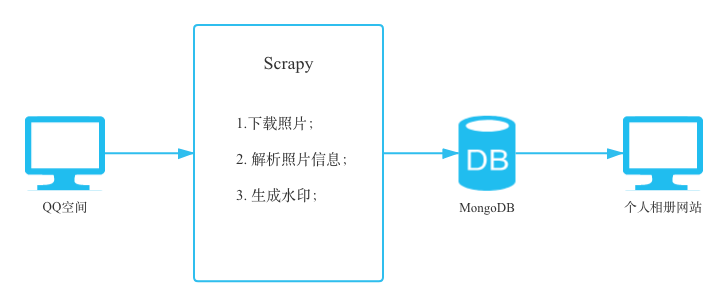 Scrapy
1.下载照片;
2. 解析照片信息;
3. 生成水印;
DB
QQ空间
MongoDB
个人相册网站